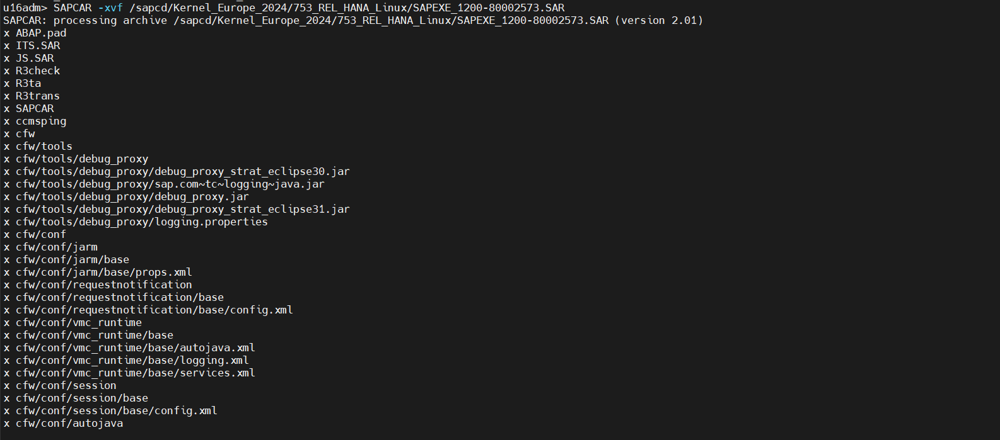 u16adm> SAPCAR -xvf /sapcd/Kernel_Europe_2024/753_REL_HANA_Linux/SAPEXE_1200-80002573.SAR
SAPCAR: processing archive /sapcd/Kernel_Europe_2024/753_REL_HANA_Linux/SAPEXE_1200-80002573.SAR (version 2.01)
x ABAP.pad
x ITS.SAR
x JS.SAR
x R3check
x R3ta
x R3trans
x SAPCAR
x ccmsping
x cfw
x cfw/tools
x cfw/tools/debug_proxy
x cfw/tools/debug_proxy/debug_proxy_strat_eclipse30.jar
x cfw/tools/debug_proxy/sap.com~tc~logging~java.jar
x cfw/tools/debug_proxy/debug_proxy.jar
x cfw/tools/debug_proxy/debug_proxy_strat_eclipse31.jar
x cfw/tools/debug_proxy/logging.properties
x cfw/conf
x cfw/conf/jarm
x cfw/conf/jarm/base
x cfw/conf/jarm/base/props.xml
x cfw/conf/requestnotification
x cfw/conf/requestnotification/base
x cfw/conf/requestnotification/base/config.xml
x cfw/conf/vmc_runtime
x cfw/conf/vmc_runtime/base
x cfw/conf/vmc_runtime/base/autojava.xml
x cfw/conf/vmc_runtime/base/logging.xml
x cfw/conf/vmc_runtime/base/services.xml
x cfw/conf/session
x cfw/conf/session/base
x cfw/conf/session/base/config.xml
x cfw/conf/autojava